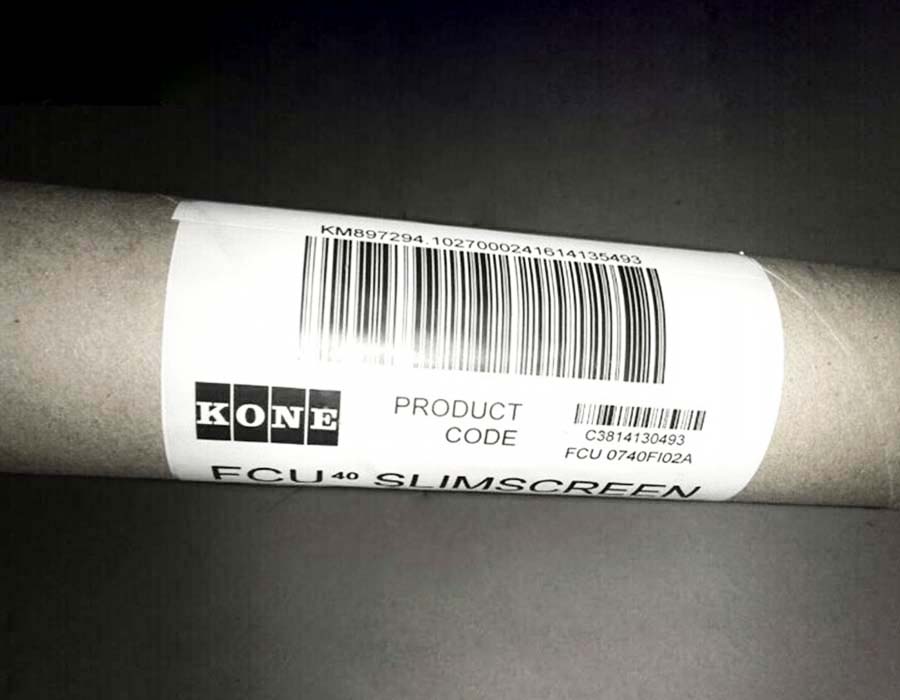 KM897294.1027000241614135493
KONE
PRODUCT
CODE
C3814130493
FCU 0740FI02A
FCU⁴⁰ SLIMSCREEN